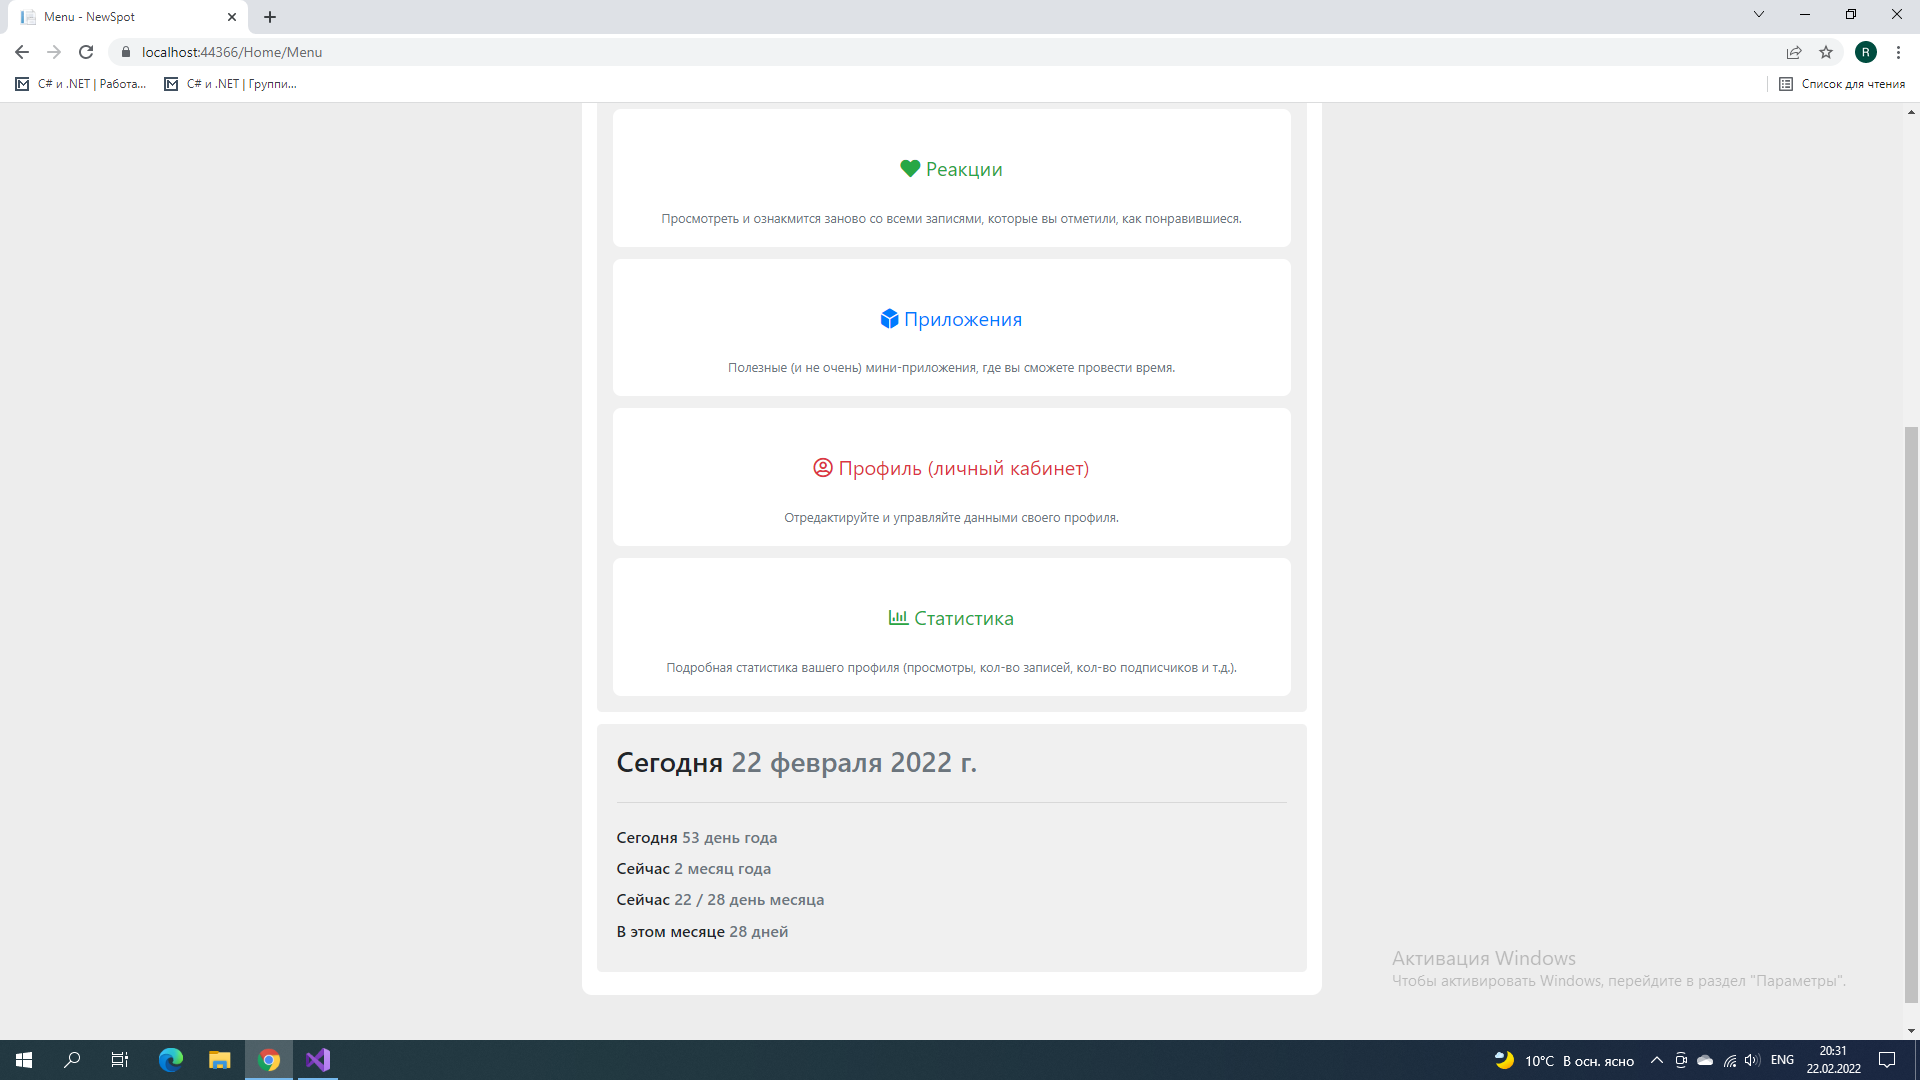 Menu - NewSpot
localhost:44366/Home/Menu
R
C# и .NET | Работа...
C# и .NET | Группи...
Список для чтения
Реакции
Просмотреть и ознакмится заново со всеми записями, которые вы отметили, как понравившиеся.
Приложения
Полезные (и не очень) мини-приложения, где вы сможете провести время.
Профиль (личный кабинет)
Отредактируйте и управляйте данными своего профиля.
Статистика
Подробная статистика вашего профиля (просмотры, кол-во записей, кол-во подписчиков и т.д.).
Сегодня 22 февраля 2022 г.
Сегодня 53 день года
Сейчас 2 месяц года
Сейчас 22 / 28 день месяца
В этом месяце 28 дней
Активация Windows
Чтобы активировать Windows, перейдите в раздел "Параметры".
10°C В осн. ясно
ENG
20:31
22.02.2022